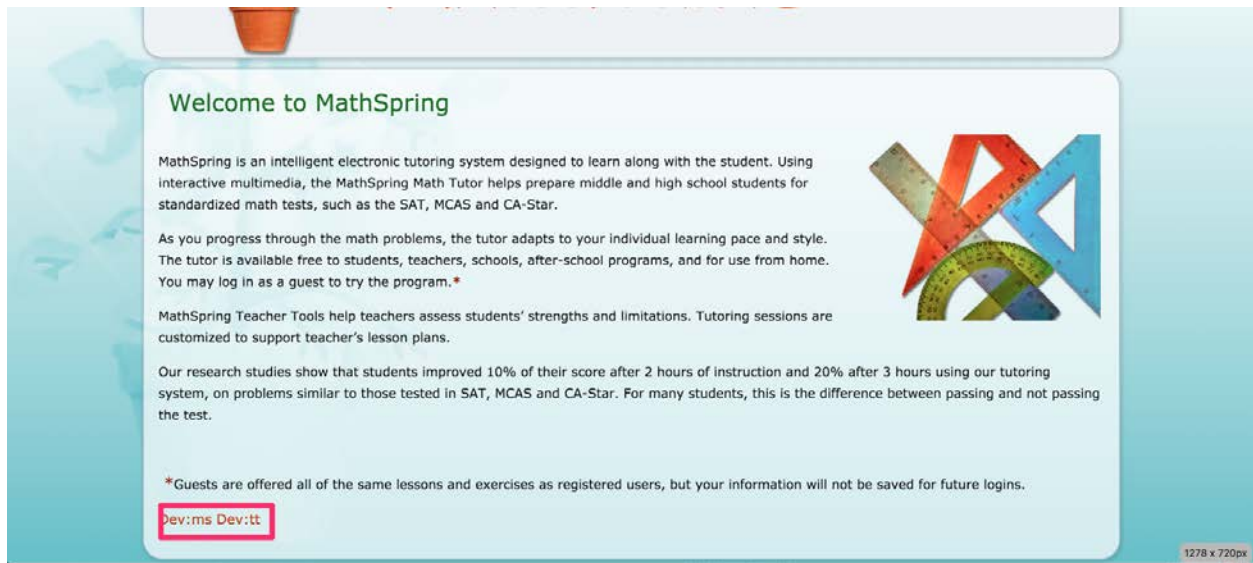 Welcome to MathSpring
MathSpring is an intelligent electronic tutoring system designed to learn along with the student. Using
interactive multimedia, the MathSpring Math Tutor helps prepare middle and high school students for
standardized math tests, such as the SAT, MCAS and CA-Star.
As you progress through the math problems, the tutor adapts to your individual learning pace and style.
The tutor is available free to students, teachers, schools, after-school programs, and for use from home.
You may log in as a guest to try the program.*
MathSpring Teacher Tools help teachers assess students' strengths and limitations. Tutoring sessions are
customized to support teacher's lesson plans.
Our research studies show that students improved 10% of their score after 2 hours of instruction and 20% after 3 hours using our tutoring
system, on problems similar to those tested in SAT, MCAS and CA-Star. For many students, this is the difference between passing and not passing
the test.
*Guests are offered all of the same lessons and exercises as registered users, but your information will not be saved for future logins.
Dev:ms Dev:tt
1278 x 720px